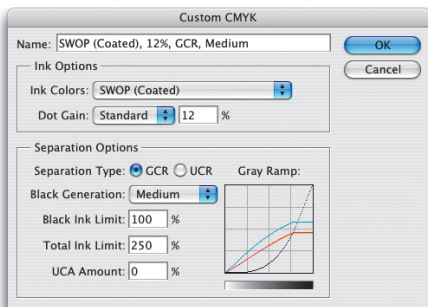 Custom CMYK
Name: SWOP (Coated), 12%, GCR, Medium
OK
Cancel
Ink Options
Ink Colors: SWOP (Coated)
Dot Gain: Standard 12 %
Separation Options
Separation Type: GCR UCR Gray Ramp:
Black Generation: Medium
Black Ink Limit: 100 %
Total Ink Limit: 250 %
UCA Amount: 0 %